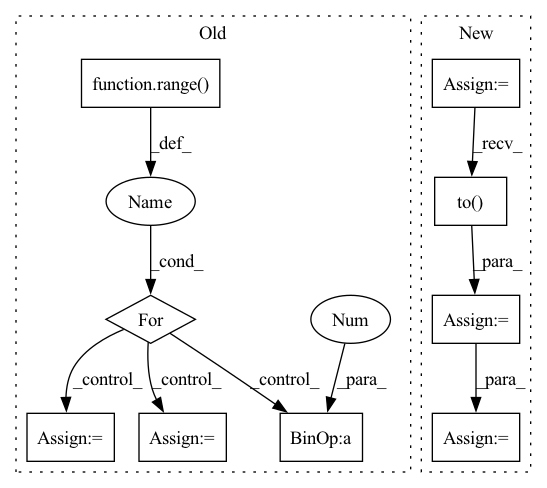 Old
New
function.range()
Assign:=
_def_
_recv_
Name
to()
_cond_
_para_
For
Num
Assign:=
_control_
_control_
_control_
_para_
_para_
Assign:=
Assign:=
BinOp:a
Assign:=